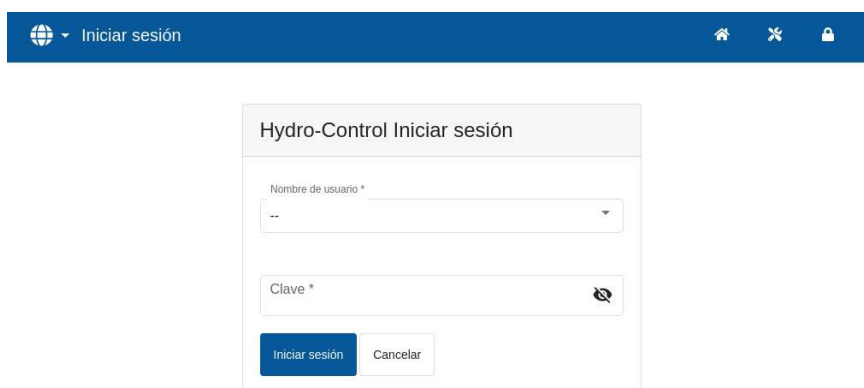 Iniciar sesión
Hydro-Control Iniciar sesión
Nombre de usuario *
--
Clave *
Iniciar sesión Cancelar